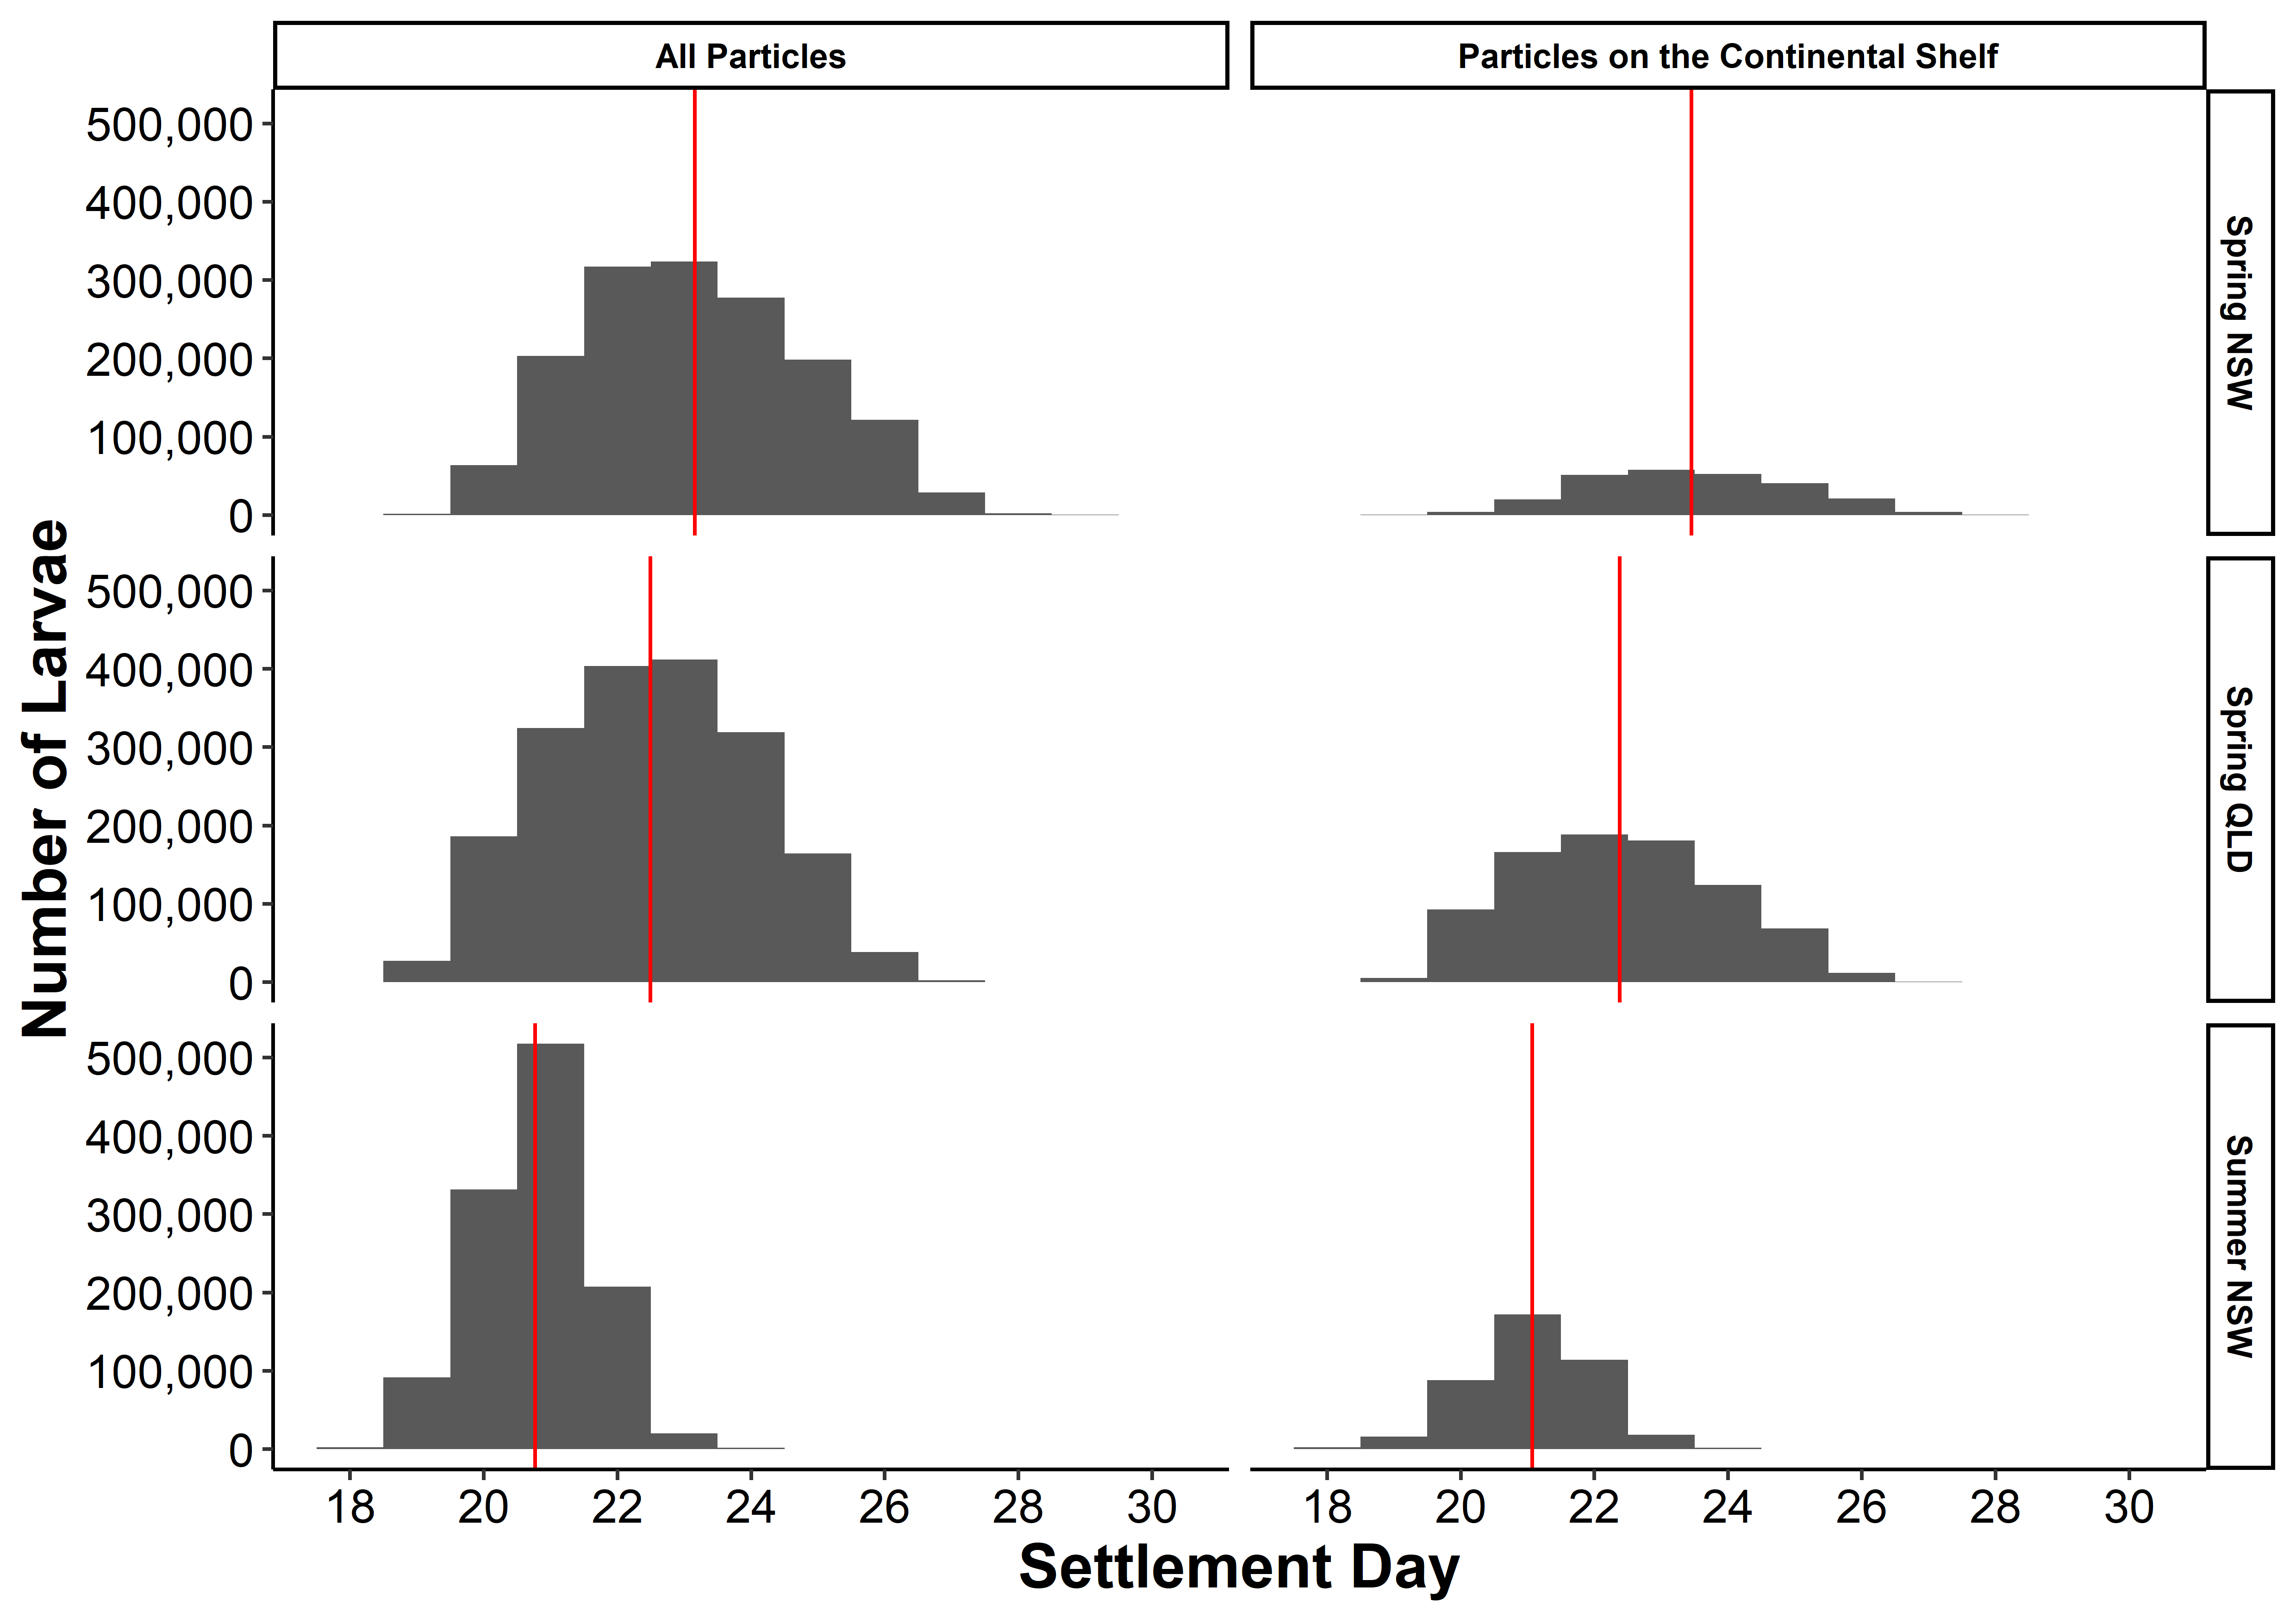 All Particles
Particles on the Continental Shelf
500,000
400,000
300,000
200,000
100,000
0
Spring NSW
500,000
400,000
300,000
200,000
100,000
0
Spring QLD
500,000
400,000
300,000
200,000
100,000
0
Summer NSW
Number of Larvae
18 20 22 24 26 28 30
18 20 22 24 26 28 30
Settlement Day